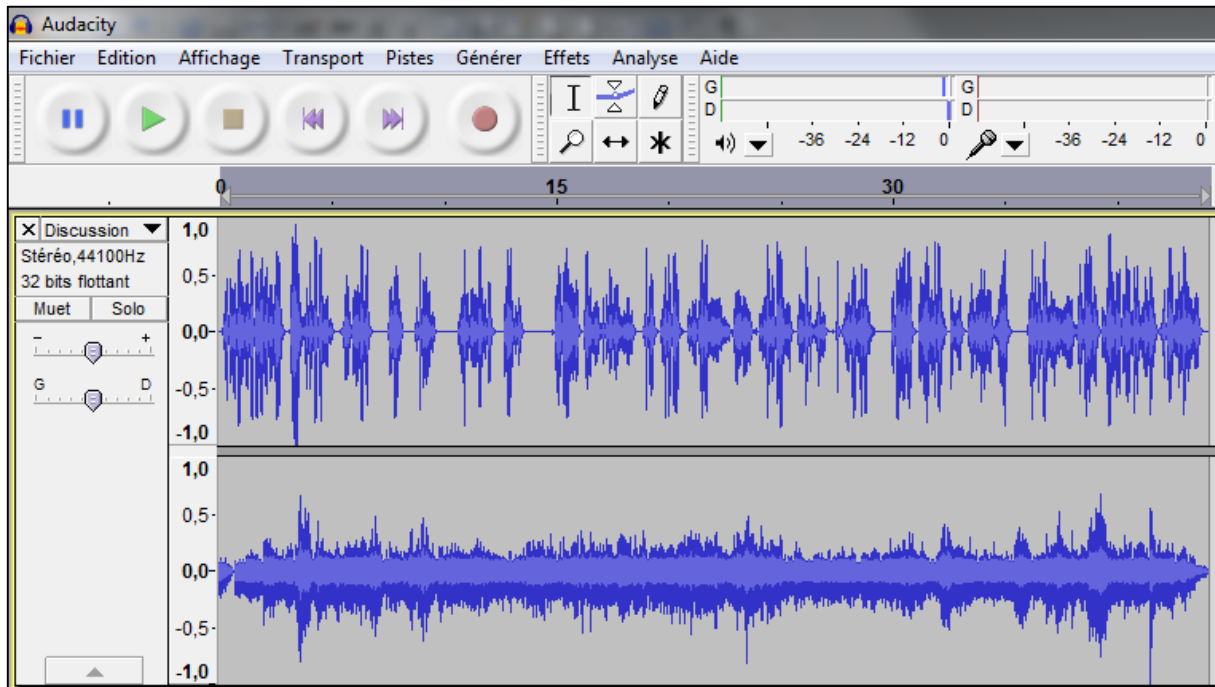 Audacity
Fichier Edition Affichage Transport Pistes Générer Effets Analyse Aide
G G
D D
-36 -24 -12 0 -36 -24 -12 0
0 15 30
Discussion
Stéréo,44100Hz
32 bits flottant
Muet Solo
- +
G D
1,0
0,5
0,0
-0,5
-1,0
1,0
0,5
0,0
-0,5
-1,0